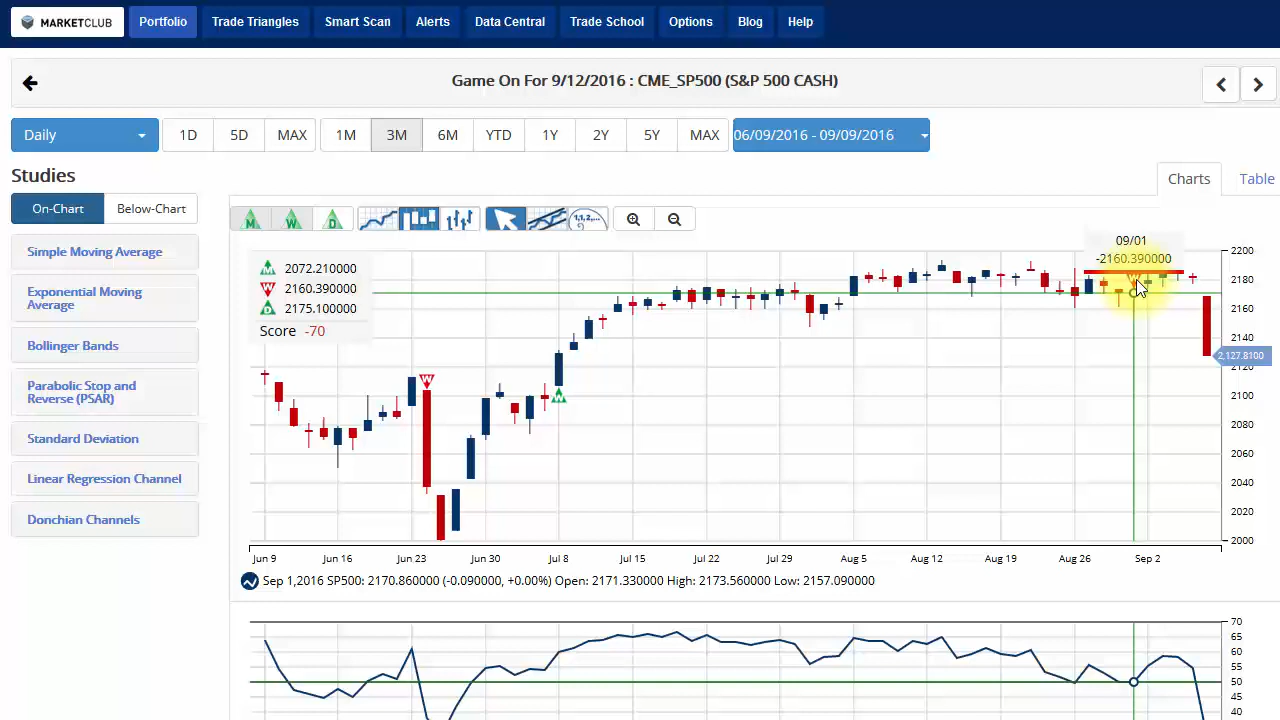 MARKETCLUB Portfolio Trade Triangles Smart Scan Alerts Data Central Trade School Options Blog Help
Game On For 9/12/2016 : CME_SP500 (S&P 500 CASH)
Daily 1D 5D MAX 1M 3M 6M YTD 1Y 2Y 5Y MAX 06/09/2016 - 09/09/2016
Studies
Charts Table
On-Chart Below-Chart
Simple Moving Average
Exponential Moving
Average
Bollinger Bands
Parabolic Stop and
Reverse (PSAR)
Standard Deviation
Linear Regression Channel
Donchian Channels
M W D 1,1,2,...
M 2072.210000
W 2160.390000
D 2175.100000
Score -70
09/01
-2160.390000
W
W
M
2200
2180
2160
2140
2,127.8100
2120
2100
2080
2060
2040
2020
2000
Jun 9 Jun 16 Jun 23 Jun 30 Jul 8 Jul 15 Jul 22 Jul 29 Aug 5 Aug 12 Aug 19 Aug 26 Sep 2
Sep 1,2016 SP500: 2170.860000 (-0.090000, +0.00%) Open: 2171.330000 High: 2173.560000 Low: 2157.090000
70
65
60
55
50
45
40